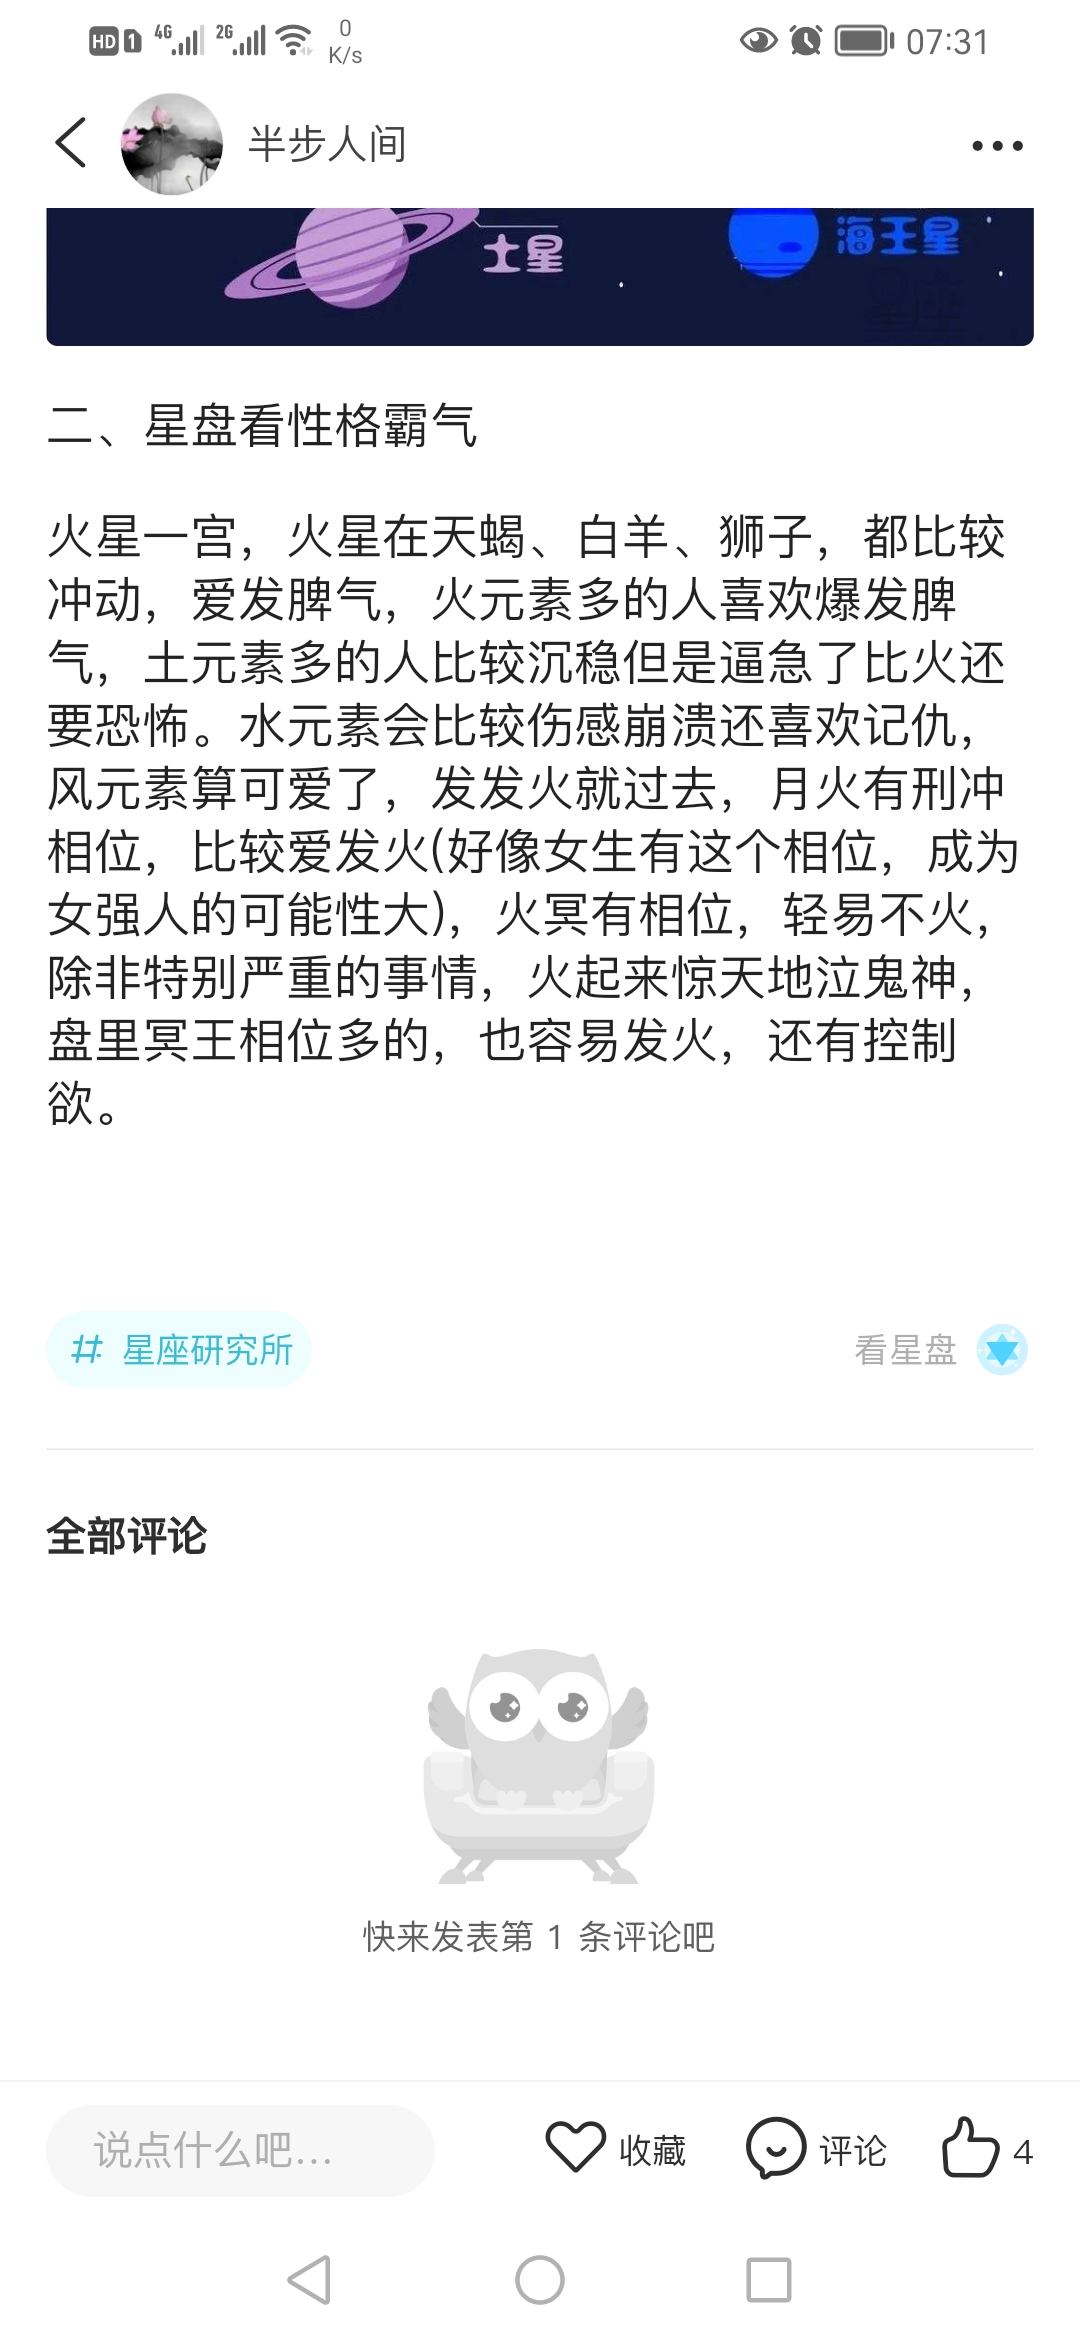 HD 1 4G 2G 0 K/s 07:31
半步人间
土星
海王星
星座
二、星盘看性格霸气
火星一宫，火星在天蝎、白羊、狮子，都比较
冲动，爱发脾气，火元素多的人喜欢爆发脾
气，土元素多的人比较沉稳但是逼急了比火还
要恐怖。水元素会比较伤感崩溃还喜欢记仇，
风元素算可爱了，发发火就过去，月火有刑冲
相位，比较爱发火(好像女生有这个相位，成为
女强人的可能性大)，火冥有相位，轻易不火，
除非特别严重的事情，火起来惊天地泣鬼神，
盘里冥王相位多的，也容易发火，还有控制
欲。
# 星座研究所
看星盘
全部评论
快来发表第 1 条评论吧
说点什么吧...
收藏
评论
4